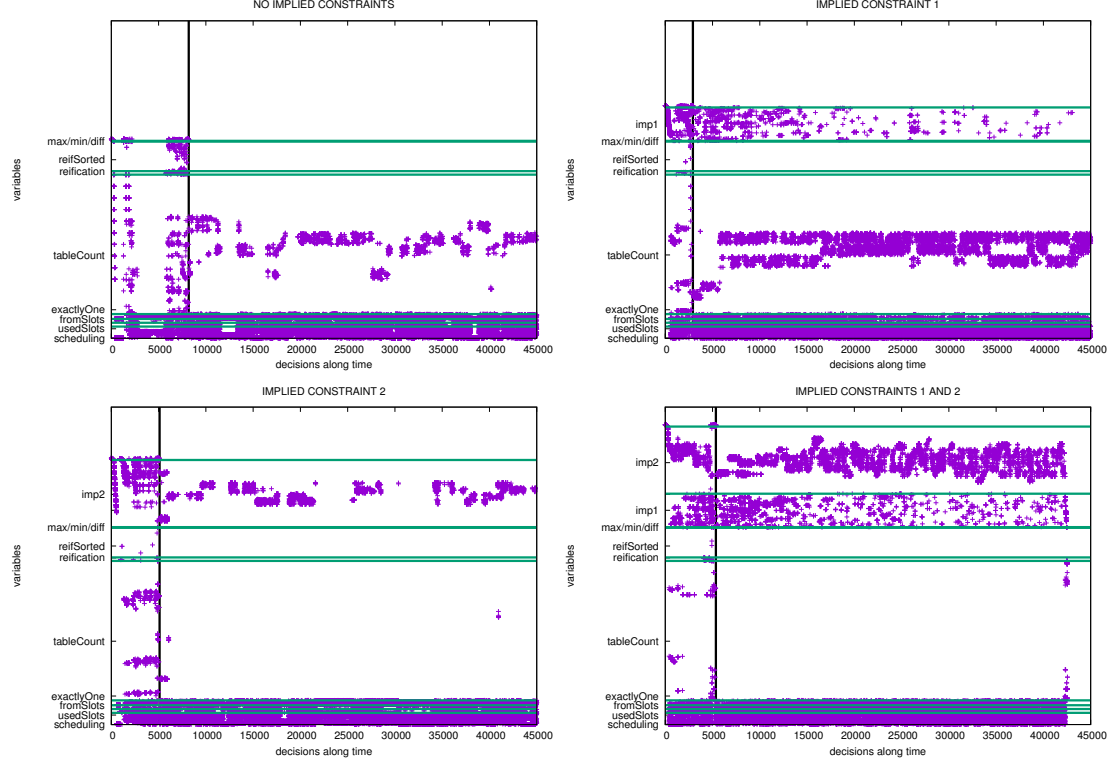 NO IMPLIED CONSTRAINTS
variables
max/min/diff
reifSorted
reification
tableCount
exactlyOne
fromSlots
usedSlots
scheduling
0 5000 10000 15000 20000 25000 30000 35000 40000 45000
decisions along time
IMPLIED CONSTRAINT 1
variables
imp1
max/min/diff
reifSorted
reification
tableCount
exactlyOne
fromSlots
usedSlots
scheduling
0 5000 10000 15000 20000 25000 30000 35000 40000 45000
decisions along time
IMPLIED CONSTRAINT 2
variables
imp2
max/min/diff
reifSorted
reification
tableCount
exactlyOne
fromSlots
usedSlots
scheduling
0 5000 10000 15000 20000 25000 30000 35000 40000 45000
decisions along time
IMPLIED CONSTRAINTS 1 AND 2
variables
imp2
imp1
max/min/diff
reifSorted
reification
tableCount
exactlyOne
fromSlots
usedSlots
scheduling
0 5000 10000 15000 20000 25000 30000 35000 40000 45000
decisions along time